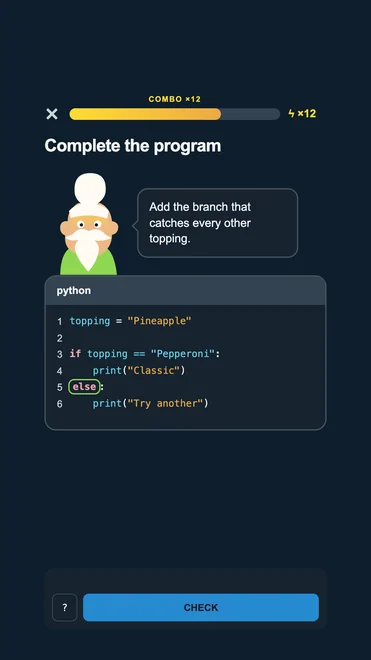 COMBO ×12
×12
Complete the program
Add the branch that
catches every other
topping.
python
1 topping = "Pineapple"
2
3 if topping == "Pepperoni":
4     print("Classic")
5 else:
6     print("Try another")
?
CHECK